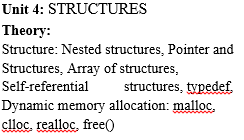 Unit 4: STRUCTURES
Theory:
Structure: Nested structures, Pointer and
Structures, Array of structures,
Self-referential structures, typedef,
Dynamic memory allocation: malloc,
clloc, realloc, free()